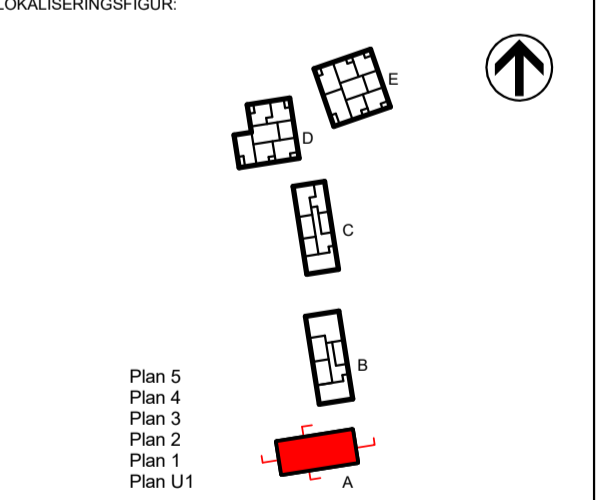 LOKALISERINGSFIGUR:
E
D
C
B
Plan 5
Plan 4
Plan 3
Plan 2
Plan 1
Plan U1
A